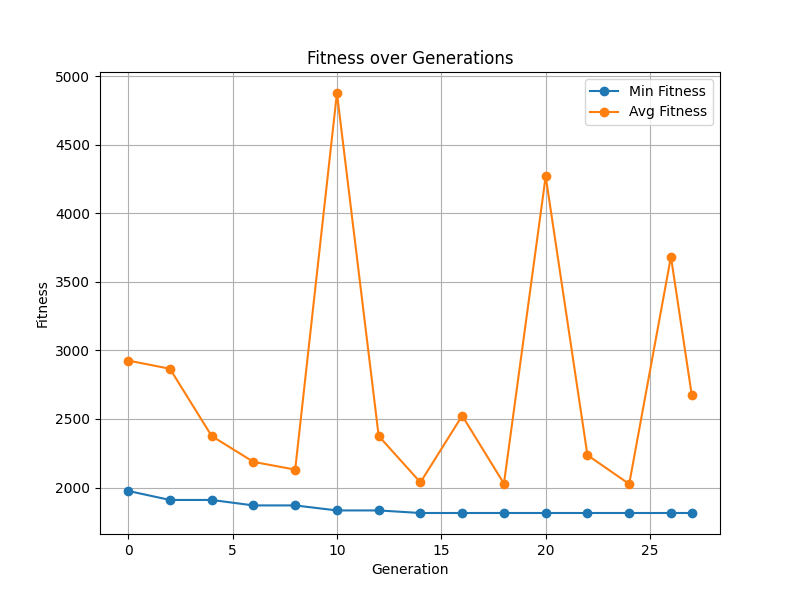 Fitness over Generations
Min Fitness
Avg Fitness
5000
4500
4000
3500
3000
2500
2000
Fitness
0 5 10 15 20 25
Generation